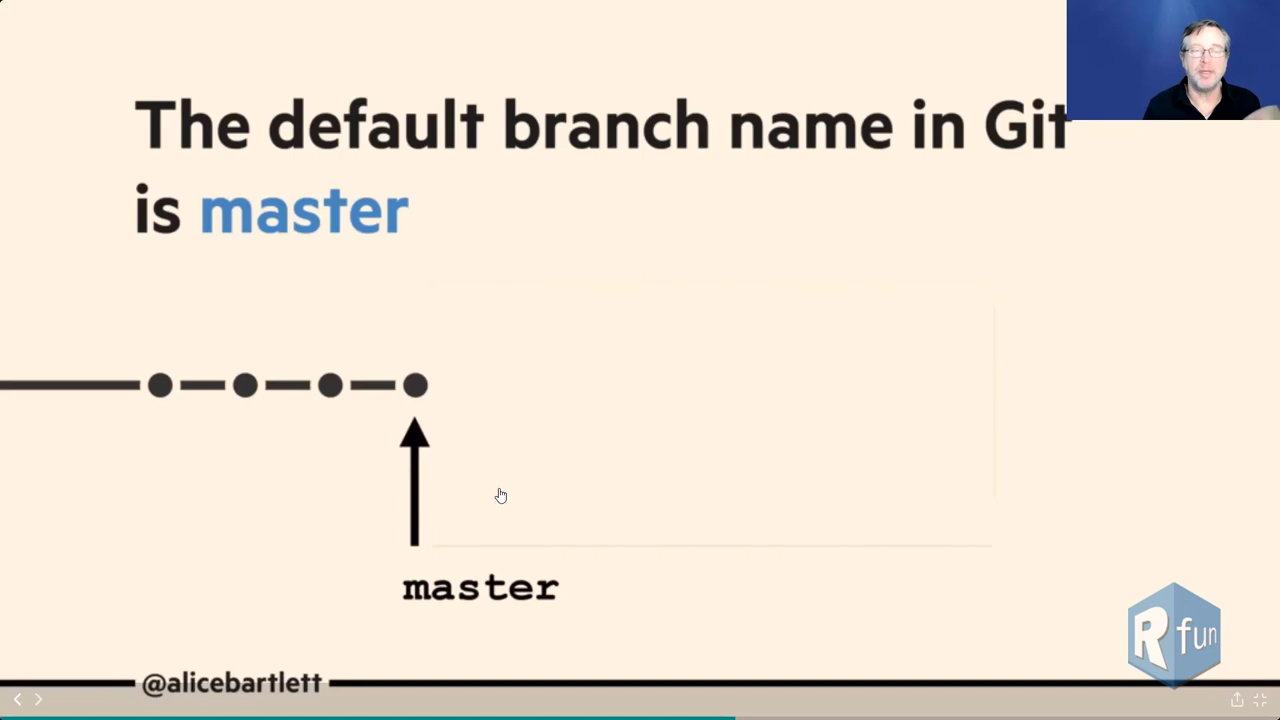 The default branch name in Git
is master
master
@alicebartlett
R fun